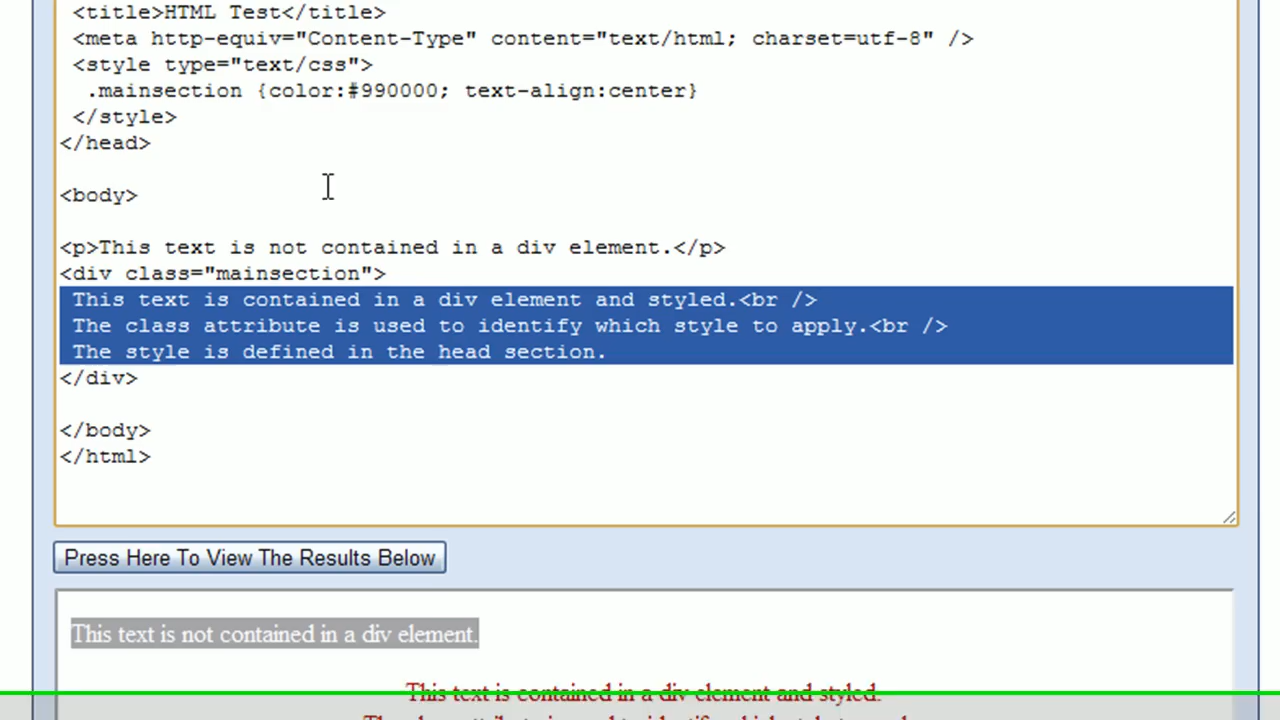 <title>HTML Test</title>
<meta http-equiv="Content-Type" content="text/html; charset=utf-8" />
<style type="text/css">
.mainsection {color:#990000; text-align:center}
</style>
</head>
<body>
<p>This text is not contained in a div element.</p>
<div class="mainsection">
This text is contained in a div element and styled.<br />
The class attribute is used to identify which style to apply.<br />
The style is defined in the head section.
</div>
</body>
</html>
Press Here To View The Results Below
This text is not contained in a div element.
This text is contained in a div element and styled.